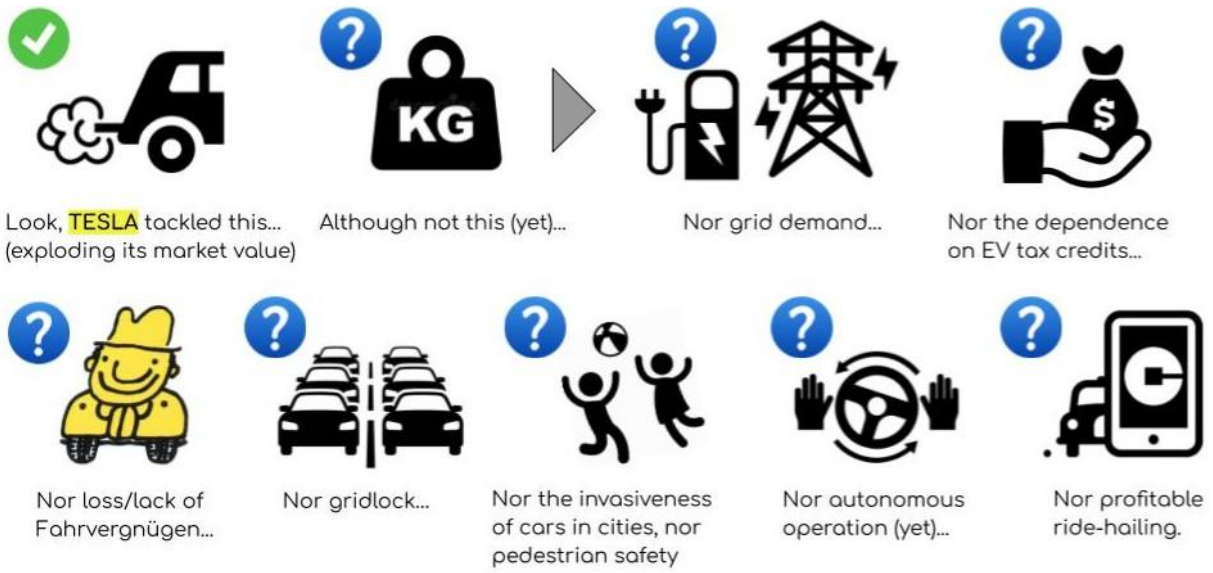 KG
$
Look, TESLA tackled this...
(exploding its market value)
Although not this (yet)...
Nor grid demand...
Nor the dependence
on EV tax credits...
Nor loss/lack of
Fahrvergnügen...
Nor gridlock...
Nor the invasiveness
of cars in cities, nor
pedestrian safety
Nor autonomous
operation (yet)...
Nor profitable
ride-hailing.